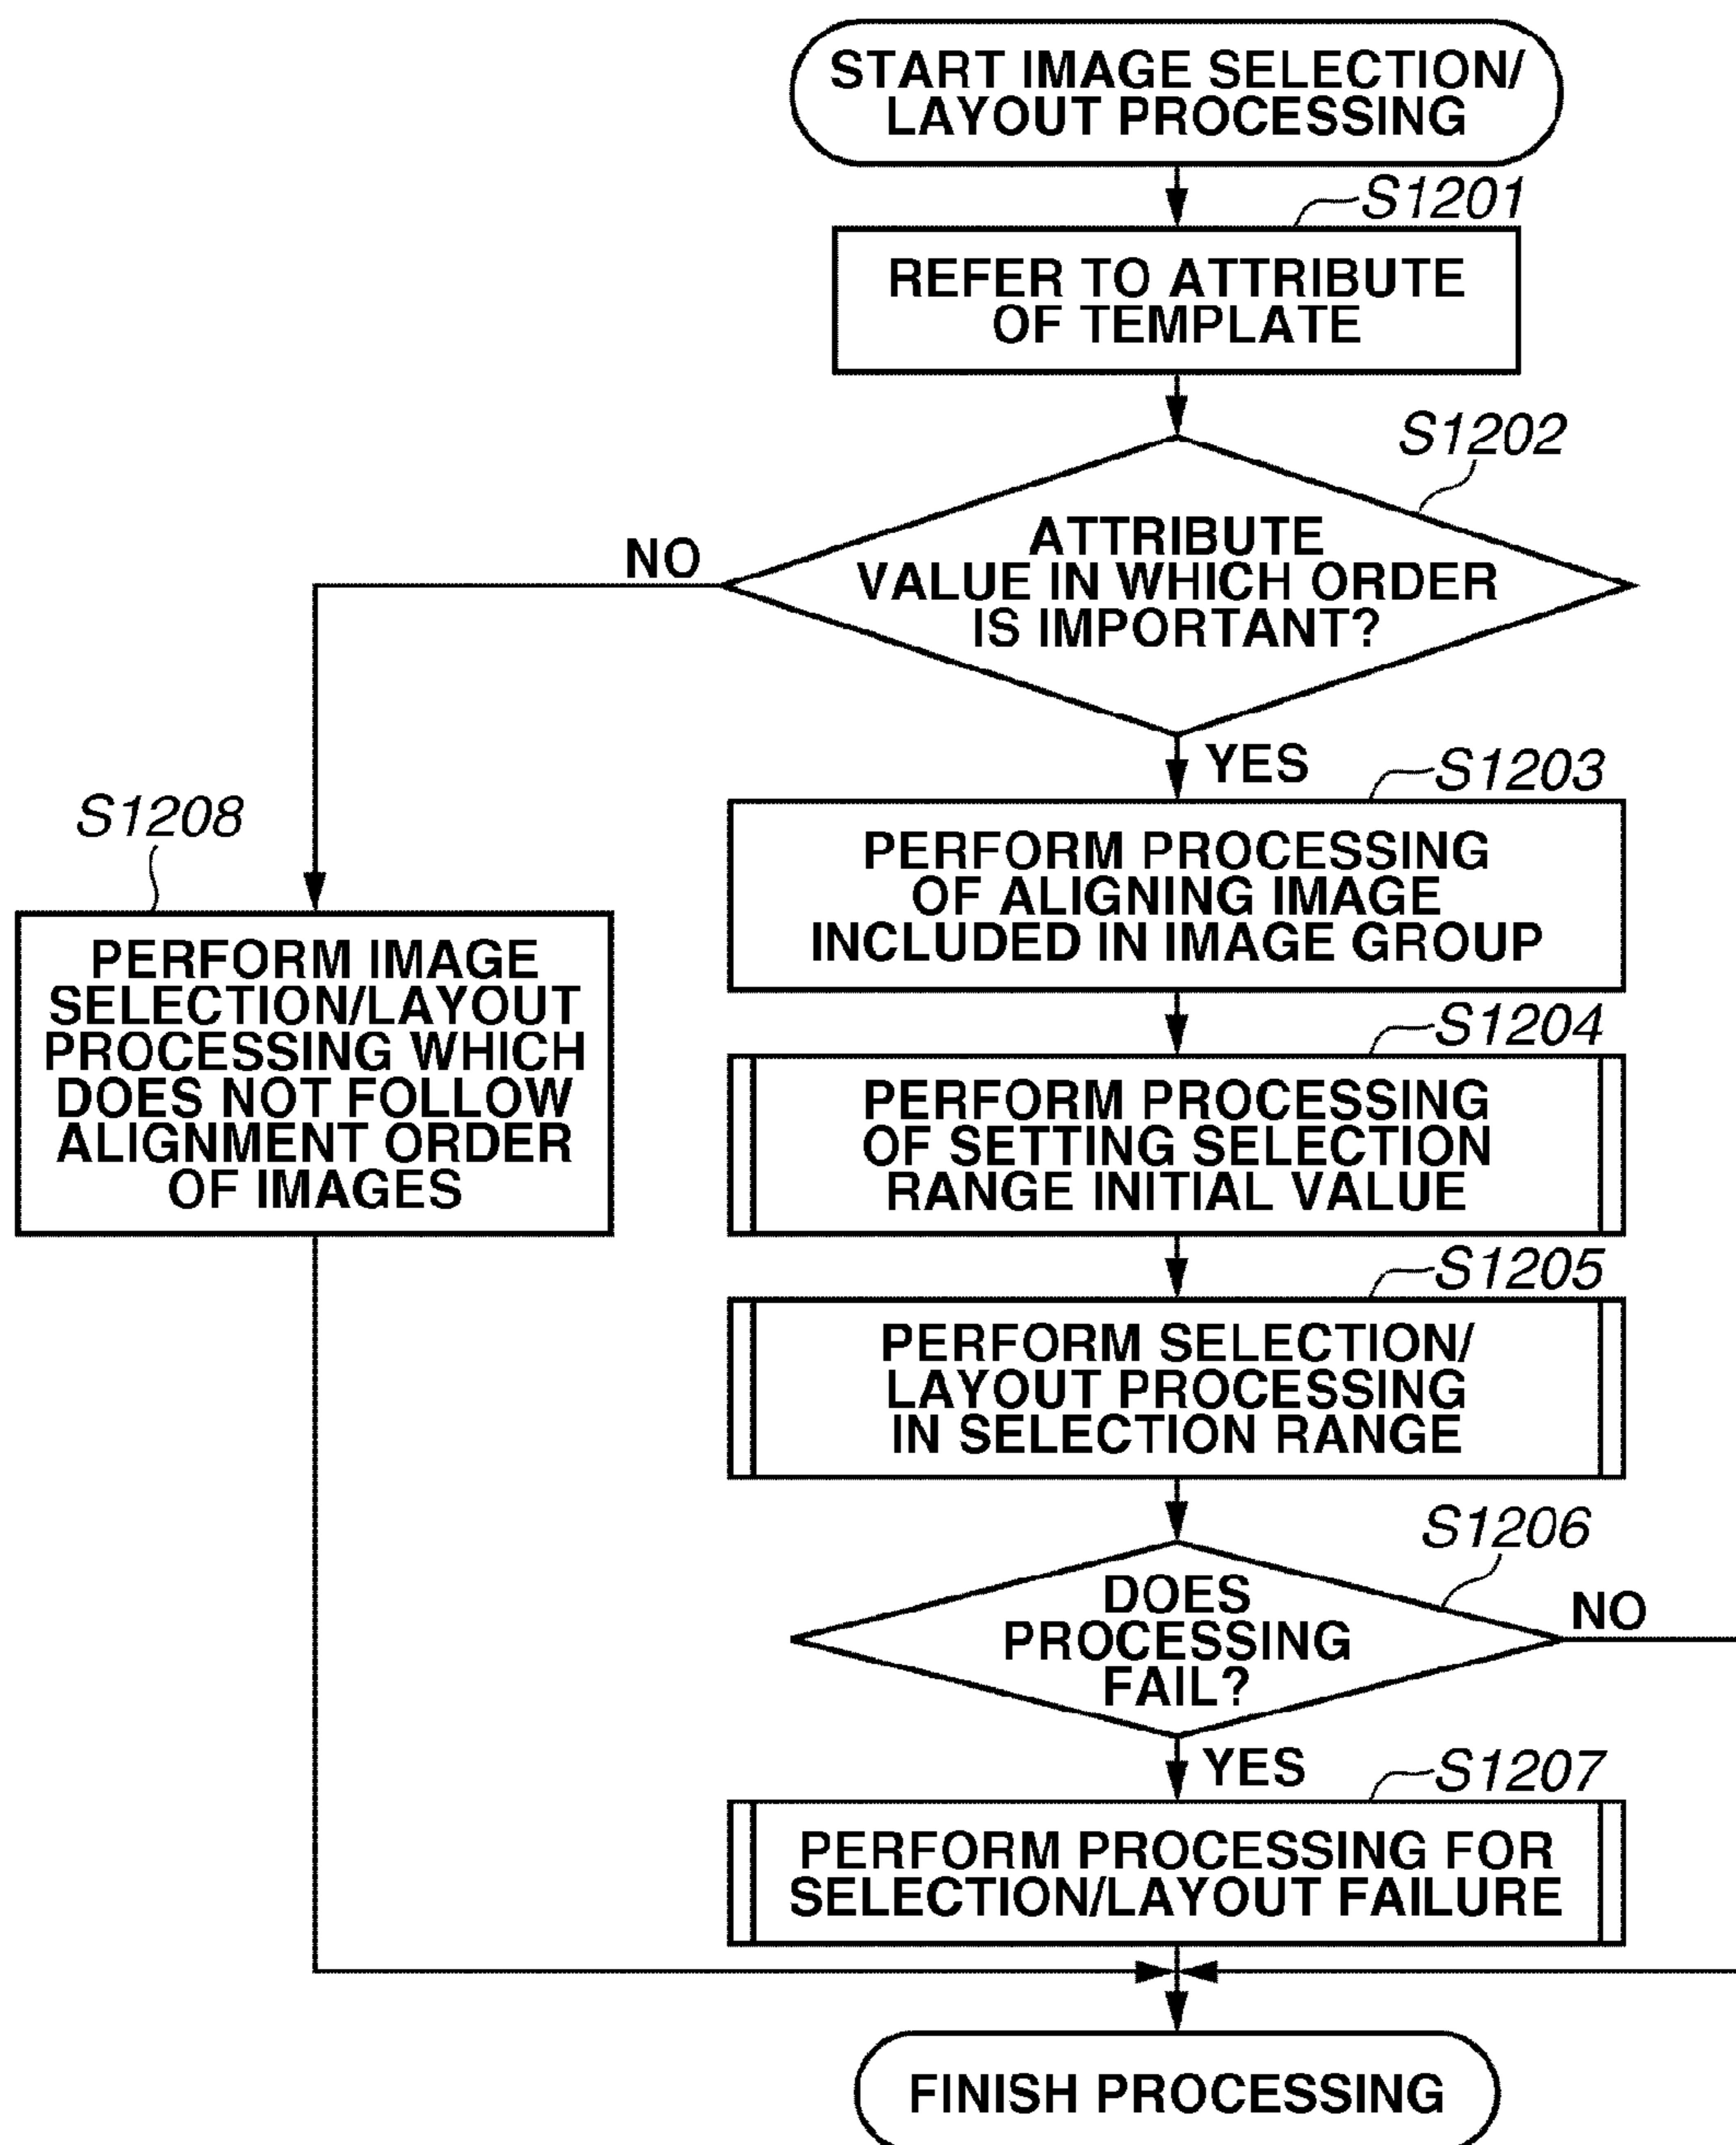 START IMAGE SELECTION/
LAYOUT PROCESSING
S1201
REFER TO ATTRIBUTE
OF TEMPLATE
S1202
ATTRIBUTE
VALUE IN WHICH ORDER
IS IMPORTANT?
NO
YES
S1203
PERFORM PROCESSING
OF ALIGNING IMAGE
INCLUDED IN IMAGE GROUP
S1208
PERFORM IMAGE
SELECTION/LAYOUT
PROCESSING WHICH
DOES NOT FOLLOW
ALIGNMENT ORDER
OF IMAGES
S1204
PERFORM PROCESSING
OF SETTING SELECTION
RANGE INITIAL VALUE
S1205
PERFORM SELECTION/
LAYOUT PROCESSING
IN SELECTION RANGE
S1206
DOES
PROCESSING
FAIL?
NO
YES
S1207
PERFORM PROCESSING FOR
SELECTION/LAYOUT FAILURE
FINISH PROCESSING